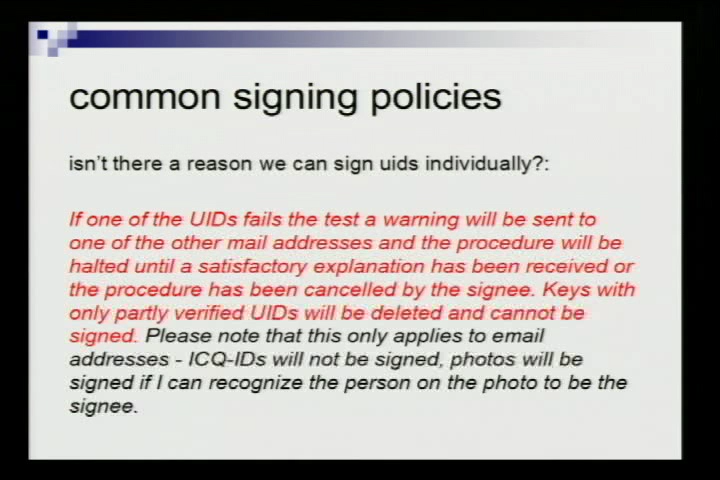 common signing policies
isn't there a reason we can sign uids individually?:
If one of the UIDs fails the test a warning will be sent to
one of the other mail addresses and the procedure will be
halted until a satisfactory explanation has been received or
the procedure has been cancelled by the signee. Keys with
only partly verified UIDs will be deleted and cannot be
signed. Please note that this only applies to email
addresses - ICQ-IDs will not be signed, photos will be
signed if I can recognize the person on the photo to be the
signee.